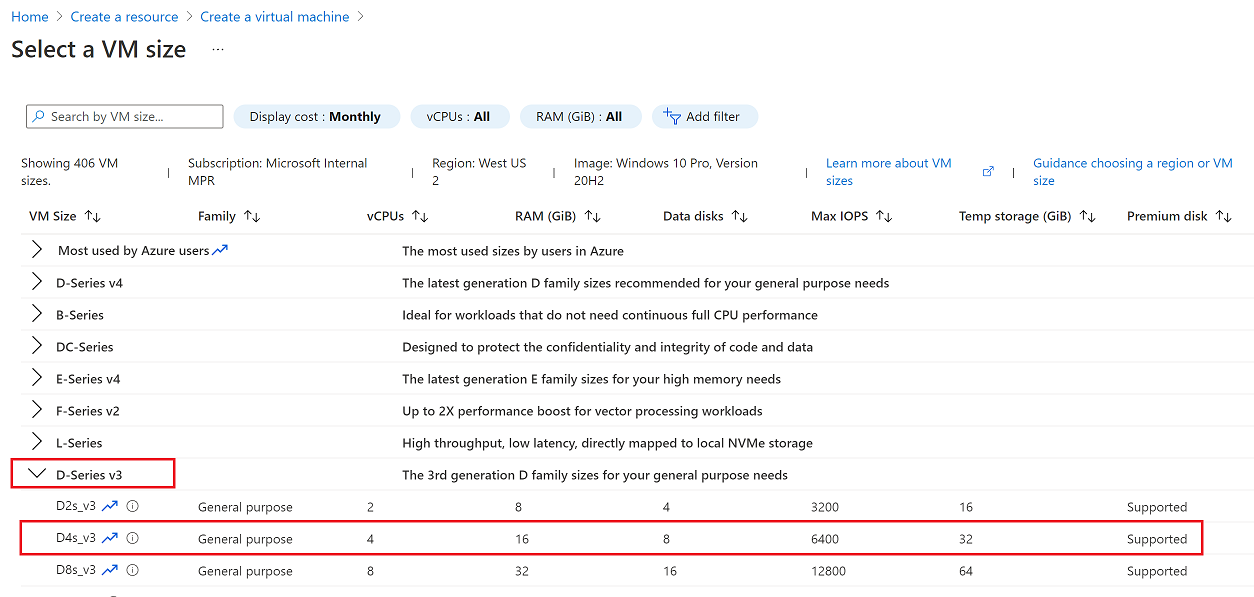 Home > Create a resource > Create a virtual machine >
Select a VM size ...
Search by VM size... Display cost : Monthly vCPUs : All RAM (GiB) : All Add filter
Showing 406 VM sizes. | Subscription: Microsoft Internal MPR | Region: West US 2 | Image: Windows 10 Pro, Version 20H2 | Learn more about VM sizes | Guidance choosing a region or VM size
VM Size ↑↓ Family ↑↓ vCPUs ↑↓ RAM (GiB) ↑↓ Data disks ↑↓ Max IOPS ↑↓ Temp storage (GiB) ↑↓ Premium disk ↑↓
Most used by Azure users The most used sizes by users in Azure
D-Series v4 The latest generation D family sizes recommended for your general purpose needs
B-Series Ideal for workloads that do not need continuous full CPU performance
DC-Series Designed to protect the confidentiality and integrity of code and data
E-Series v4 The latest generation E family sizes for your high memory needs
F-Series v2 Up to 2X performance boost for vector processing workloads
L-Series High throughput, low latency, directly mapped to local NVMe storage
D-Series v3 The 3rd generation D family sizes for your general purpose needs
D2s_v3 General purpose 2 8 4 3200 16 Supported
D4s_v3 General purpose 4 16 8 6400 32 Supported
D8s_v3 General purpose 8 32 16 12800 64 Supported